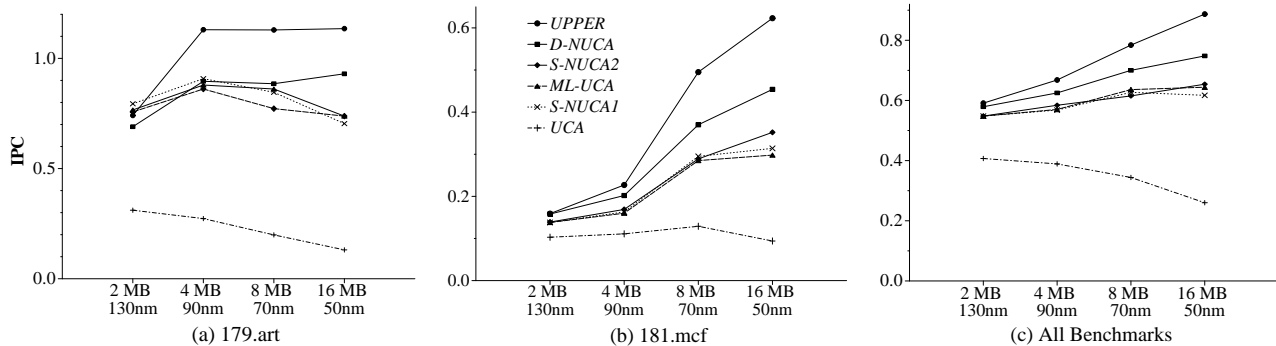 IPC
1.0
0.5
0.0
2 MB 4 MB 8 MB 16 MB
130nm 90nm 70nm 50nm
(a) 179.art
0.6
0.4
0.2
0.0
UPPER
D-NUCA
S-NUCA2
ML-UCA
S-NUCA1
UCA
2 MB 4 MB 8 MB 16 MB
130nm 90nm 70nm 50nm
(b) 181.mcf
0.8
0.6
0.4
0.2
0.0
2 MB 4 MB 8 MB 16 MB
130nm 90nm 70nm 50nm
(c) All Benchmarks